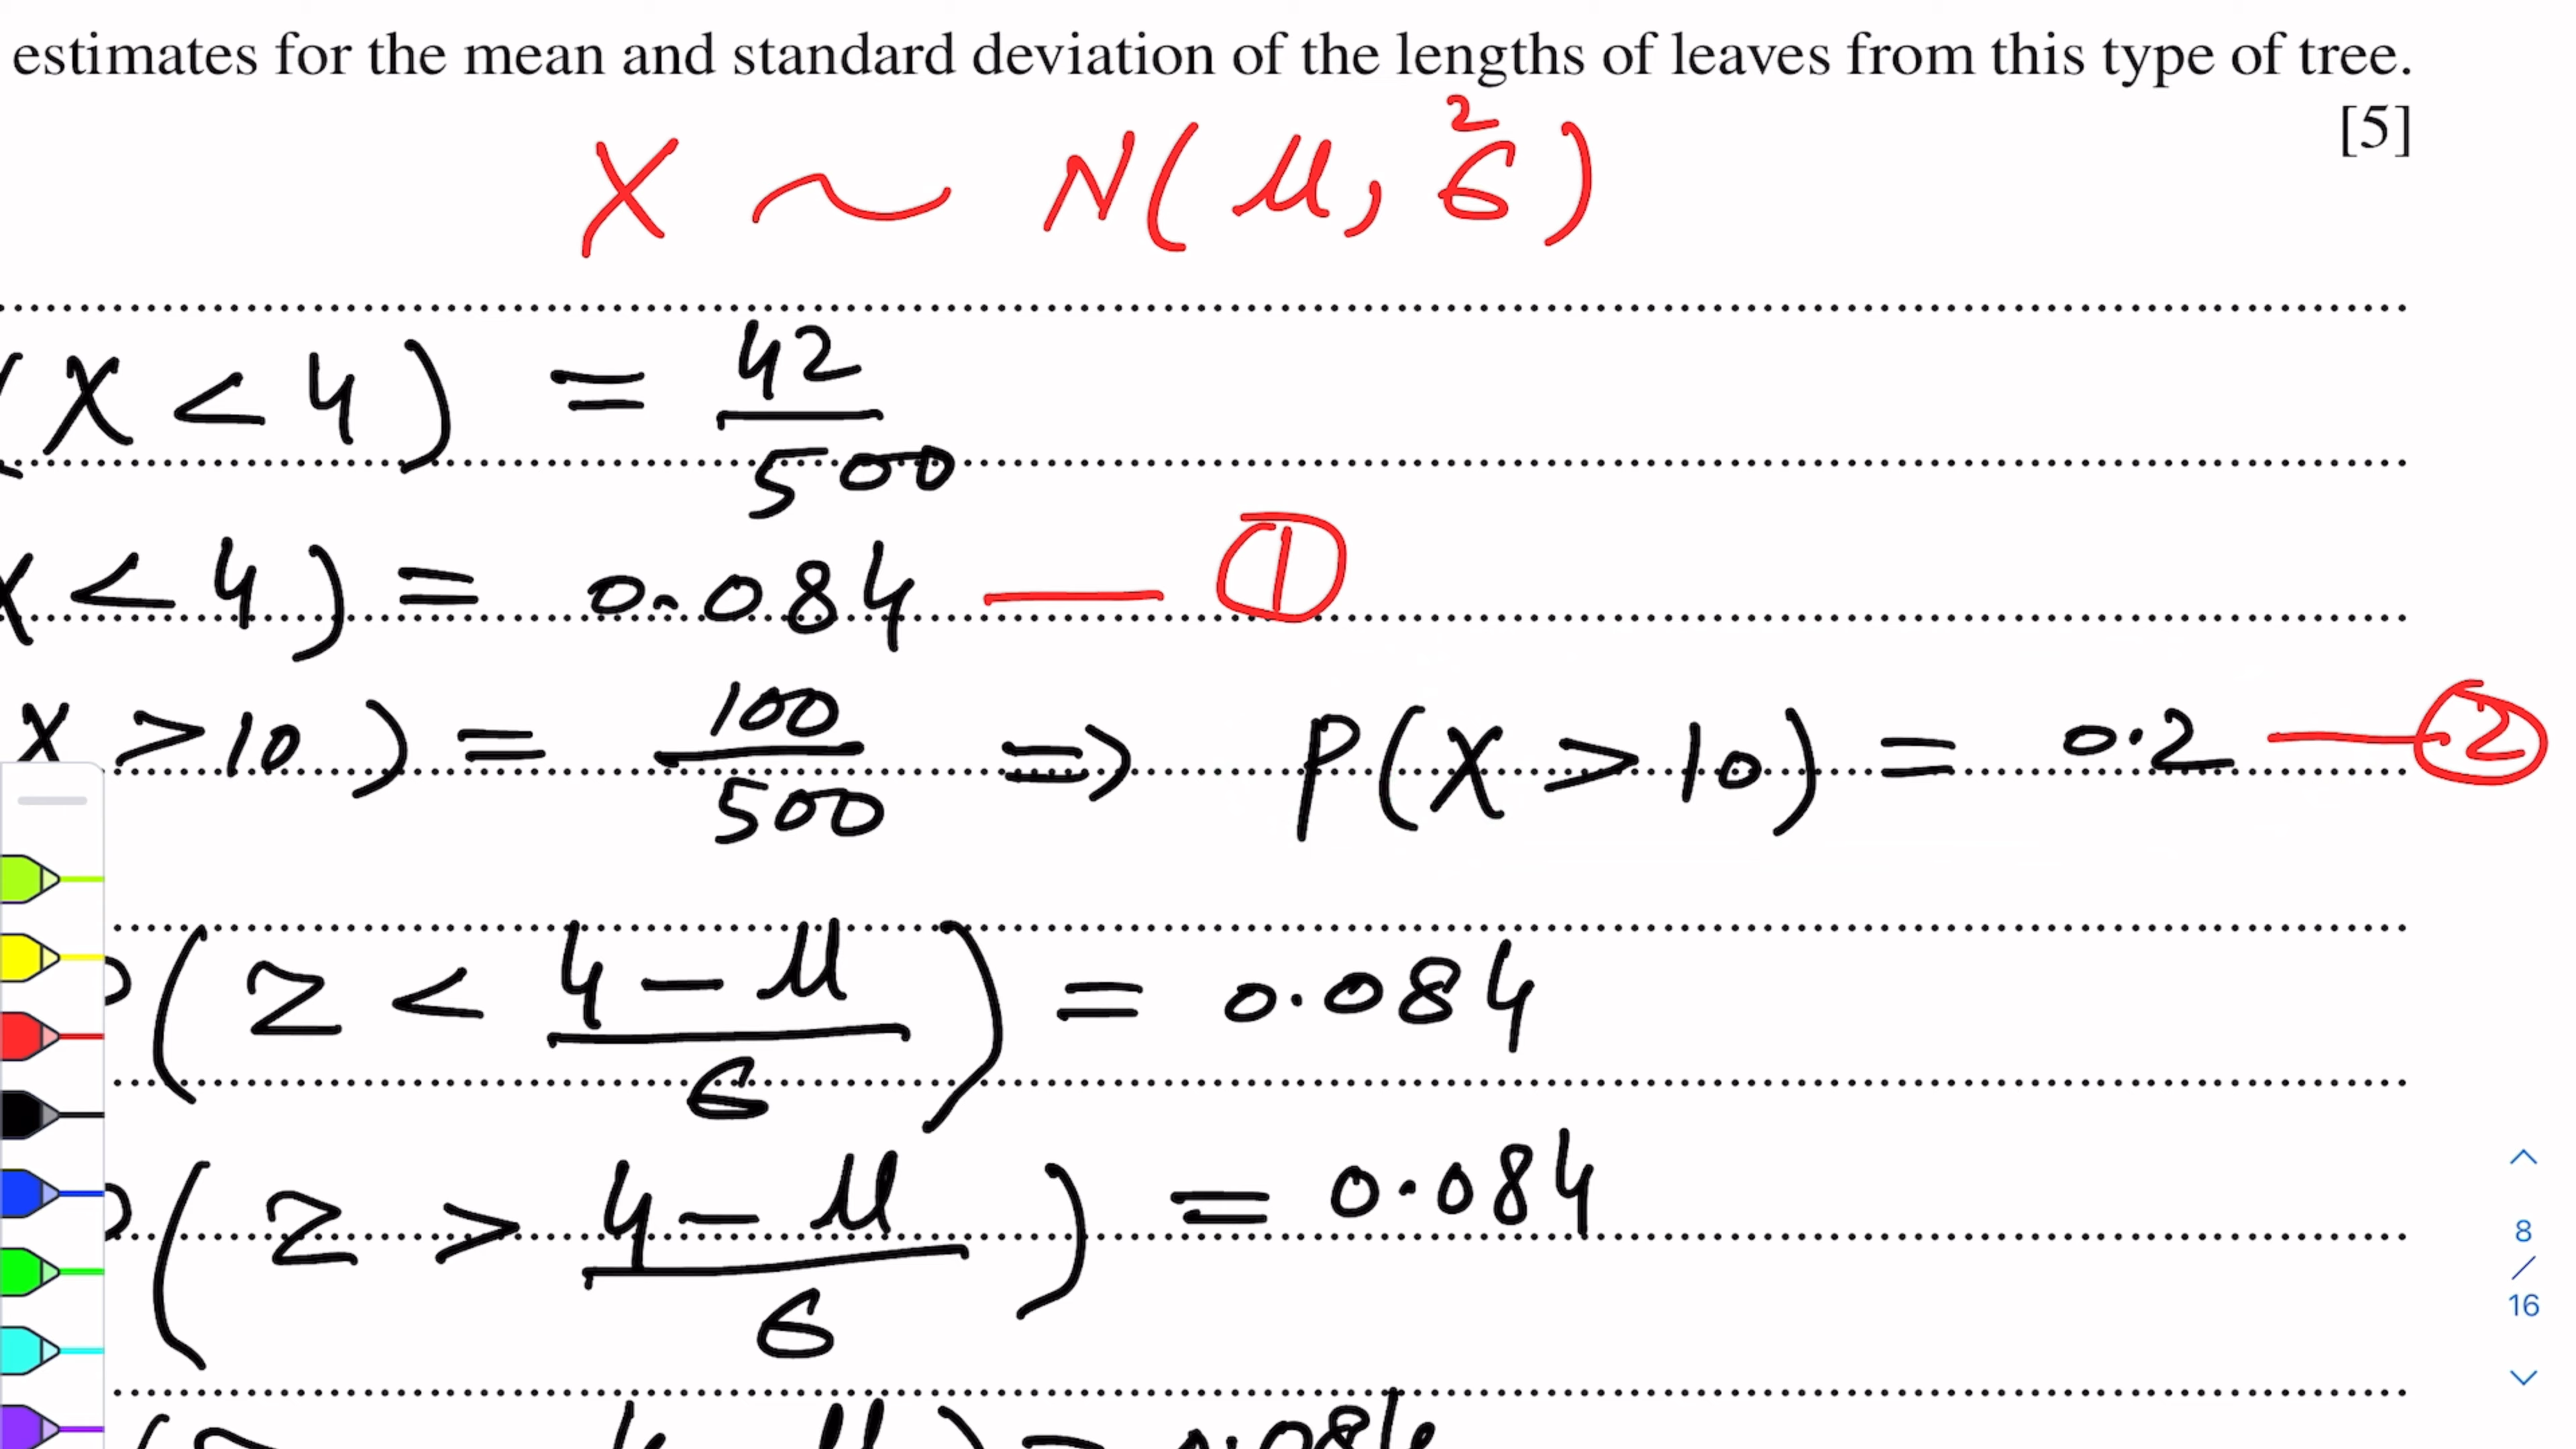 estimates for the mean and standard deviation of the lengths of leaves from this type of tree.
[5]
X ~ N(μ, σ²)
(X < 4) = 42/500
X < 4) = 0.084 — ①
X > 10) = 100/500 ⇒ P(X > 10) = 0.2 — ②
P(Z < (4 - μ)/σ) = 0.084
P(Z > (4 - μ)/σ) = 0.084
8
/
16